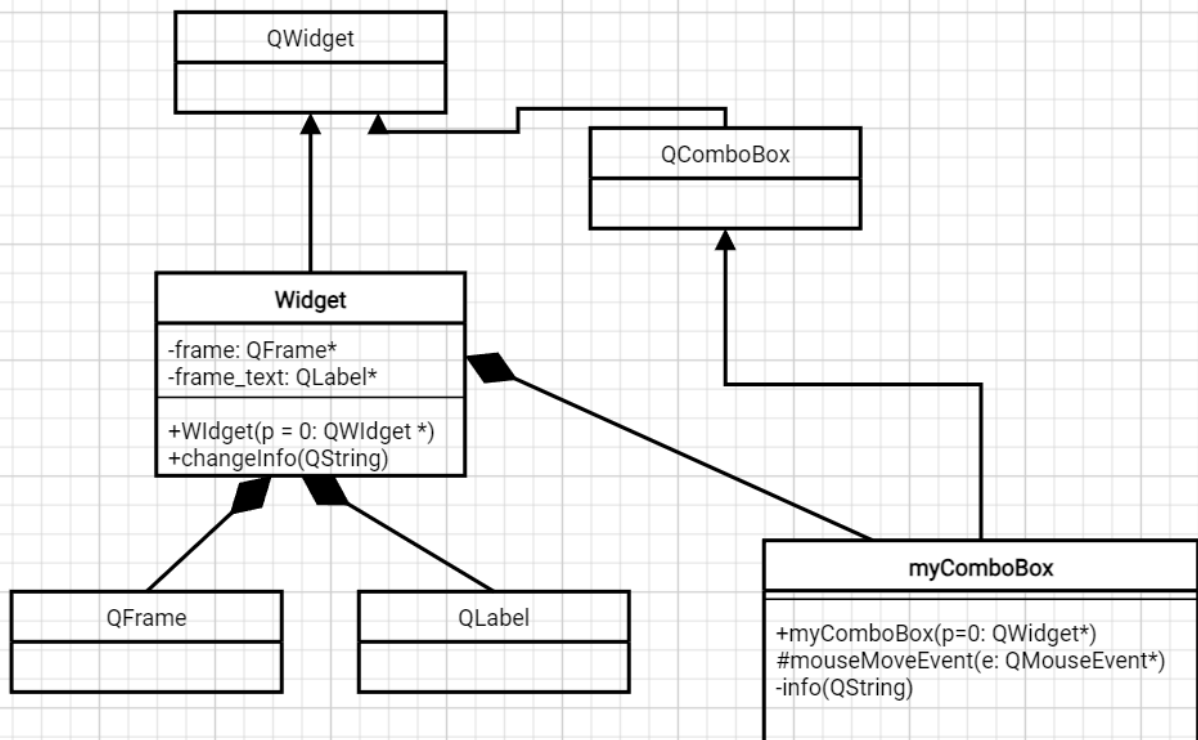 QWidget
QComboBox
Widget
-frame: QFrame*
-frame_text: QLabel*
+WIdget(p = 0: QWIdget *)
+changeInfo(QString)
QFrame
QLabel
myComboBox
+myComboBox(p=0: QWidget*)
#mouseMoveEvent(e: QMouseEvent*)
-info(QString)